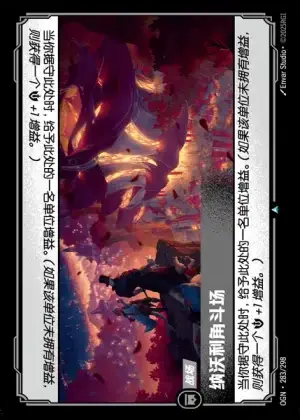 当你据守此处时，给予此处的一名单位增益。（如果该单位未拥有增益，
则获得一个 +1 增益。）
战场
纳沃利角斗场
当你据守此处时，给予此处的一名单位增益。（如果该单位未拥有增益，
则获得一个 +1 增益。）
OGN • 283/298
Envar Studio • ©2025RGI